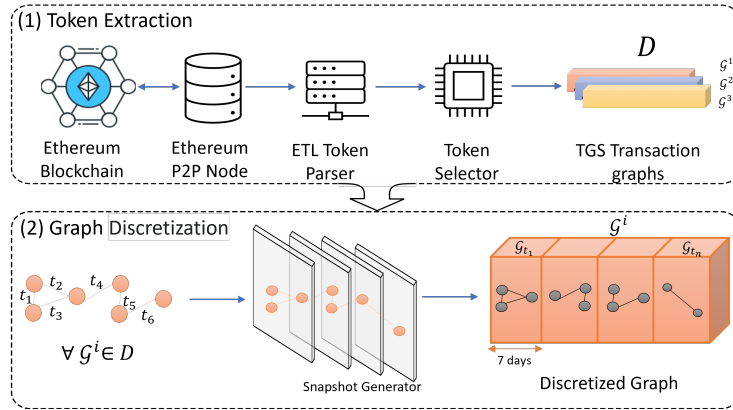 (1) Token Extraction
D
𝒢¹
𝒢²
𝒢³
Ethereum
Blockchain
Ethereum
P2P Node
ETL Token
Parser
Token
Selector
TGS Transaction
graphs
(2) Graph Discretization
t₁
t₂
t₃
t₄
t₅
t₆
∀ 𝒢ⁱ ∈ D
Snapshot Generator
𝒢ⁱ
𝒢ₜ₁
𝒢ₜₙ
7 days
Discretized Graph